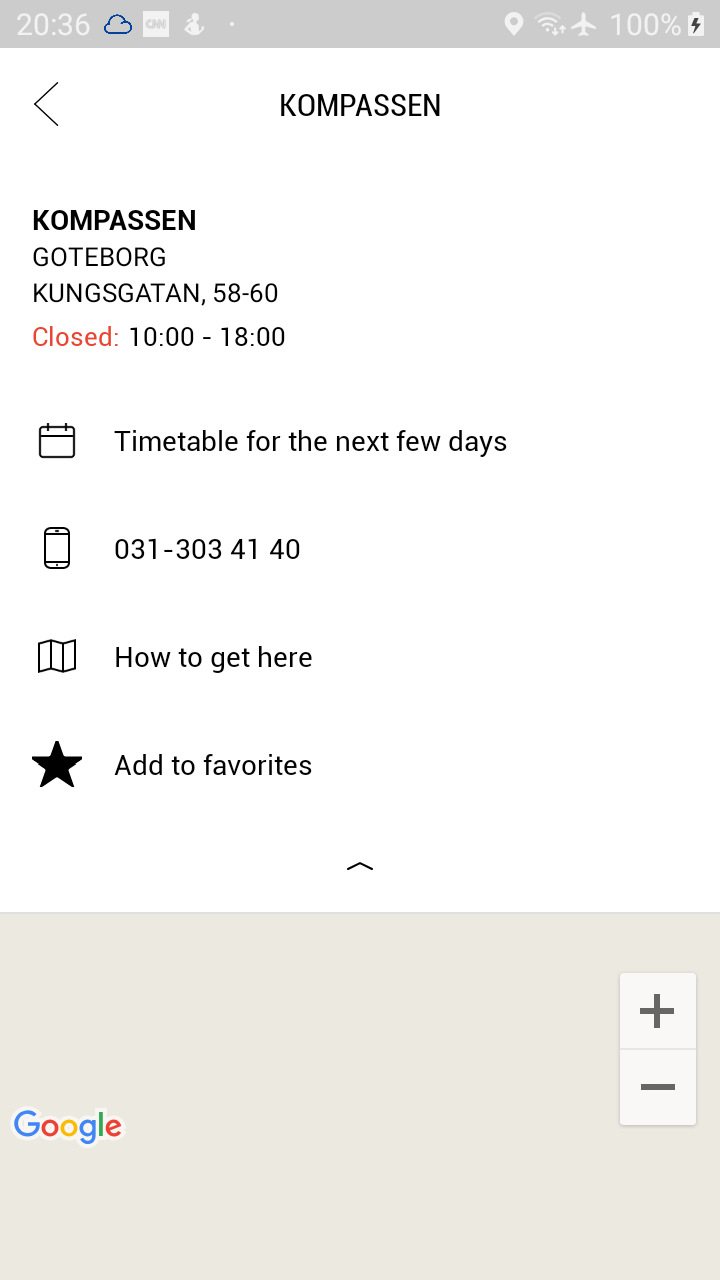 20:36
CNN
100%
KOMPASSEN
KOMPASSEN
GOTEBORG
KUNGSGATAN, 58-60
Closed: 10:00 - 18:00
Timetable for the next few days
031-303 41 40
How to get here
Add to favorites
Google